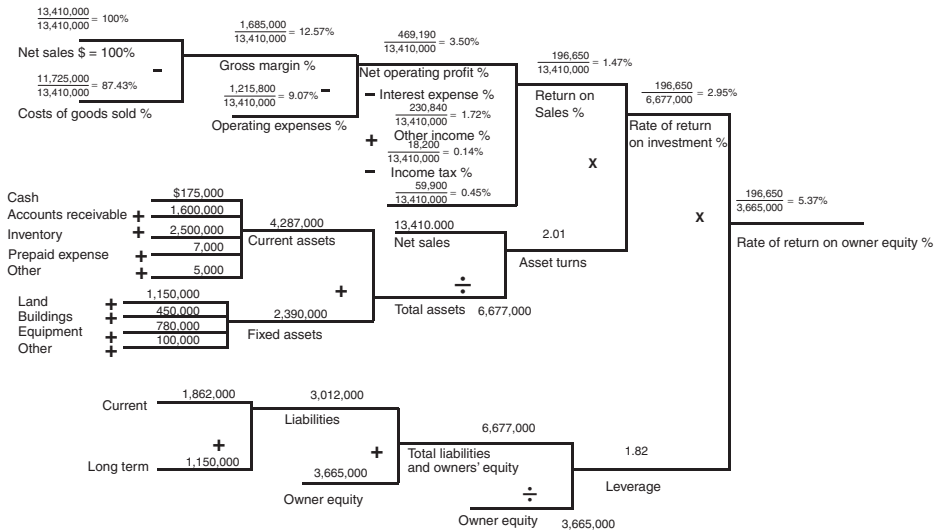 13,410,000
13,410,000 = 100%
Net sales $ = 100%
−
11,725,000
13,410,000 = 87.43%
Costs of goods sold %
1,685,000
13,410,000 = 12.57%
Gross margin %
−
1,215,800
13,410,000 = 9.07%
Operating expenses %
469,190
13,410,000 = 3.50%
Net operating profit %
− Interest expense %
230,840
13,410,000 = 1.72%
+ Other income %
18,200
13,410,000 = 0.14%
− Income tax %
59,900
13,410,000 = 0.45%
196,650
13,410,000 = 1.47%
Return on
Sales %
X
196,650
6,677,000 = 2.95%
Rate of return
on investment %
X
196,650
3,665,000 = 5.37%
Rate of return on owner equity %
Cash $175,000
Accounts receivable + 1,600,000
Inventory + 2,500,000
Prepaid expense + 7,000
Other + 5,000
4,287,000
Current assets
+
Land + 1,150,000
Buildings + 450,000
Equipment + 780,000
Other + 100,000
2,390,000
Fixed assets
13,410.000
Net sales
÷
Total assets 6,677,000
2.01
Asset turns
Current 1,862,000
+
Long term 1,150,000
3,012,000
Liabilities
+
3,665,000
Owner equity
6,677,000
Total liabilities
and owners' equity
÷
Owner equity 3,665,000
1.82
Leverage